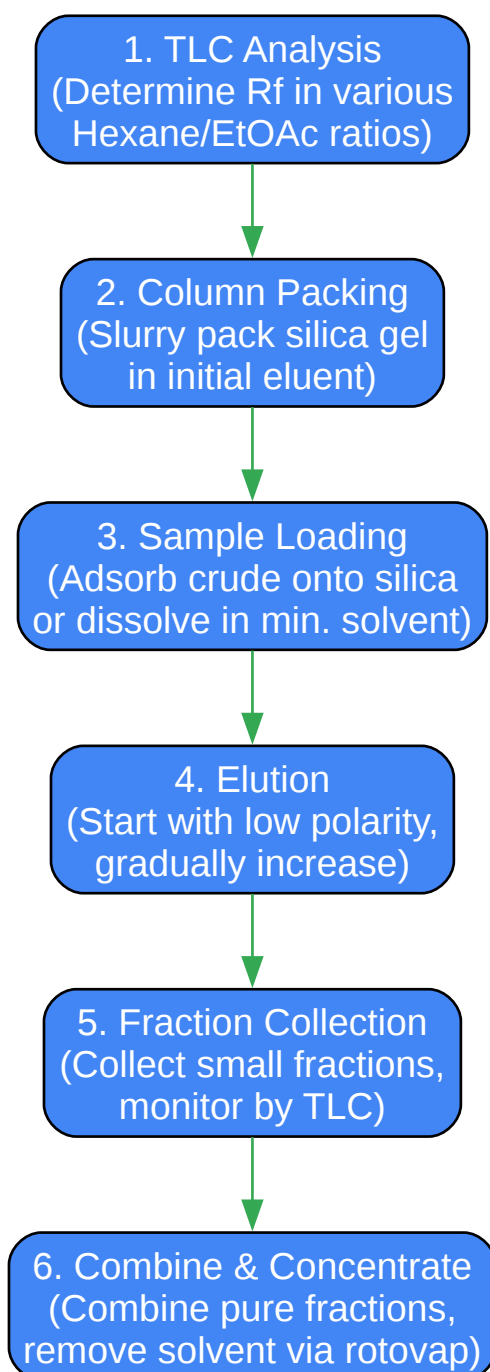 1. TLC Analysis
(Determine Rf in various
Hexane/EtOAc ratios)
2. Column Packing
(Slurry pack silica gel
in initial eluent)
3. Sample Loading
(Adsorb crude onto silica
or dissolve in min. solvent)
4. Elution
(Start with low polarity,
gradually increase)
5. Fraction Collection
(Collect small fractions,
monitor by TLC)
6. Combine & Concentrate
(Combine pure fractions,
remove solvent via rotovap)